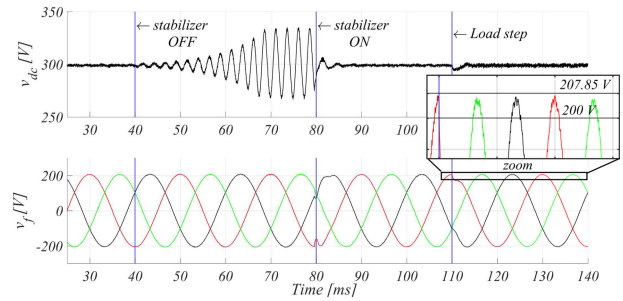 350
300
250
v_dc [V]
← stabilizer
OFF
← stabilizer
ON
← Load step
30 40 50 60 70 80 90 100
207.85 V
200 V
zoom
200
0
-200
v_f [V]
30 40 50 60 70 80 90 100 110 120 130 140
Time [ms]